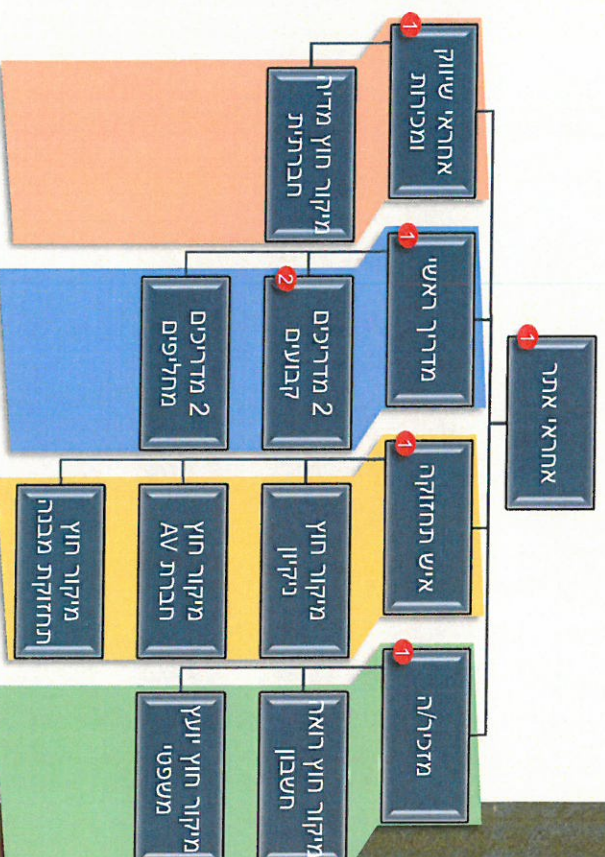 1
אחראי אתר
1
אחראי שיווק
ומכירות
מיקור חוץ מדיה
חברתית
1
מדריך ראשי
2
2 מדריכים
קבועים
2 מדריכים
מחליפים
1
איש תחזוקה
מיקור חוץ
ניקיון
מיקור חוץ
חברת AV
מיקור חוץ
תחזוקת מבנה
1
מזכיר/ה
מיקור חוץ רואה
חשבון
מיקור חוץ יועץ
משפטי